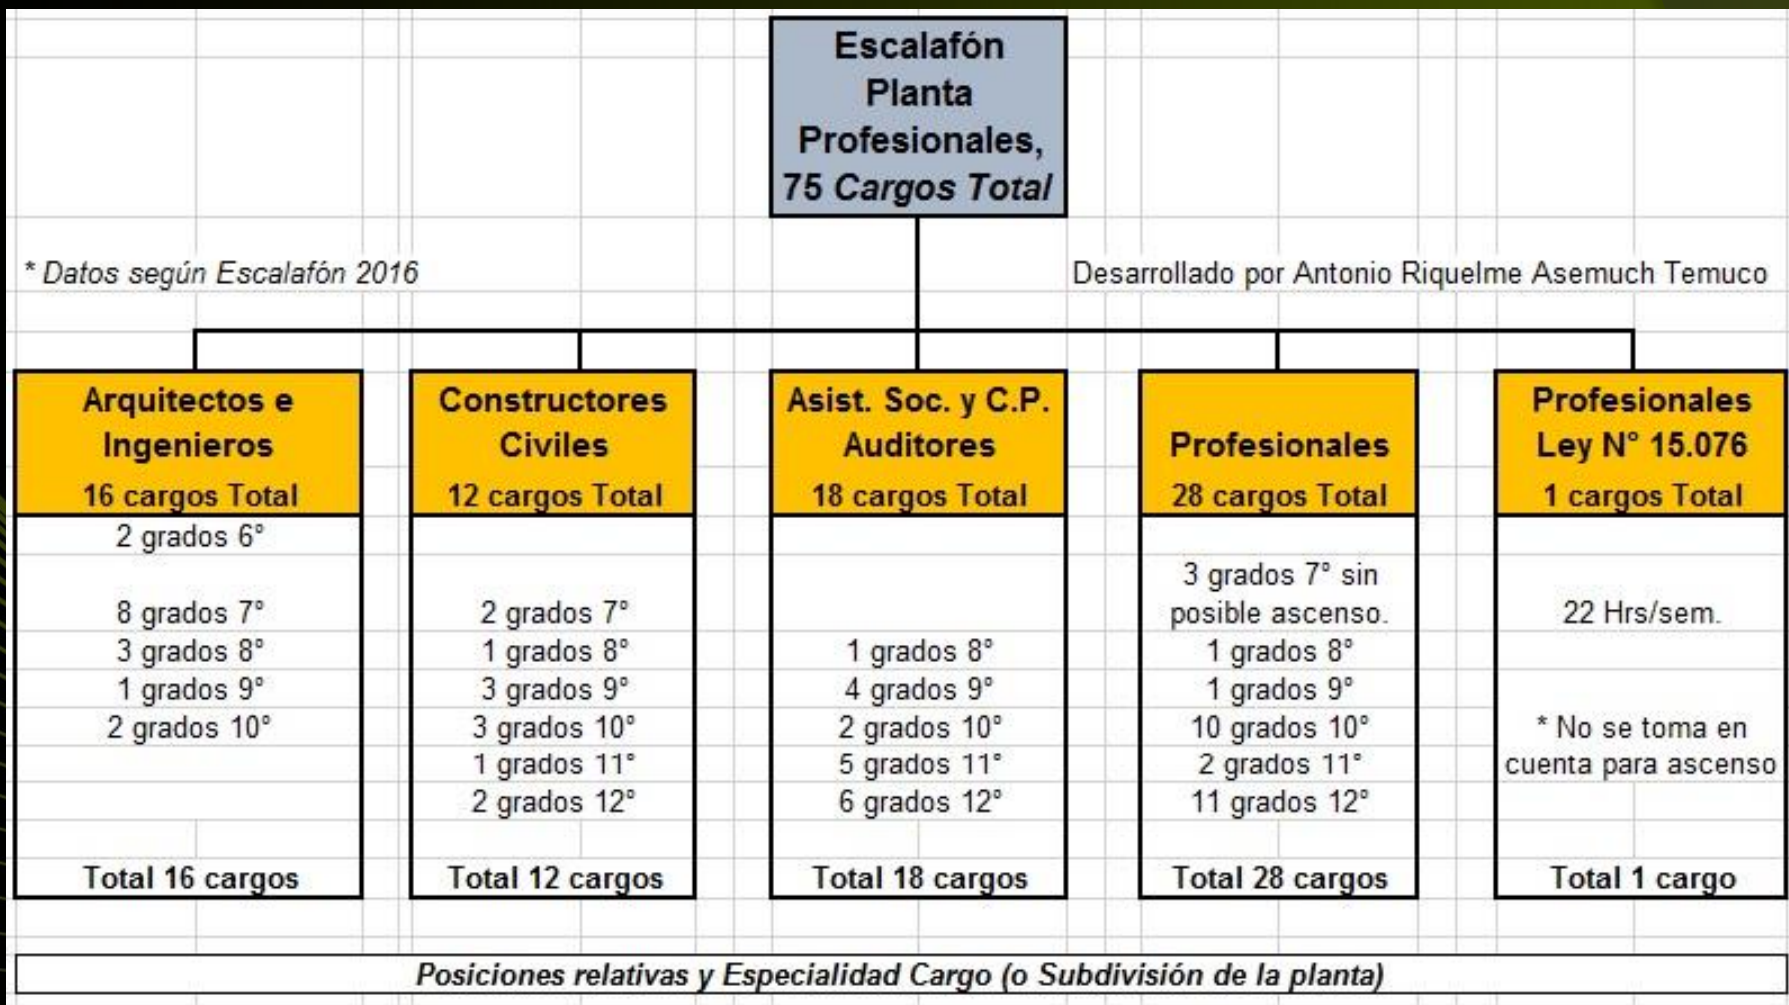 Escalafón
Planta
Profesionales,
75 Cargos Total
* Datos según Escalafón 2016
Desarrollado por Antonio Riquelme Asemuch Temuco
Arquitectos e
Ingenieros
16 cargos Total
2 grados 6°
8 grados 7°
3 grados 8°
1 grados 9°
2 grados 10°
Total 16 cargos
Constructores
Civiles
12 cargos Total
2 grados 7°
1 grados 8°
3 grados 9°
3 grados 10°
1 grados 11°
2 grados 12°
Total 12 cargos
Asist. Soc. y C.P.
Auditores
18 cargos Total
1 grados 8°
4 grados 9°
2 grados 10°
5 grados 11°
6 grados 12°
Total 18 cargos
Profesionales
28 cargos Total
3 grados 7° sin
posible ascenso.
1 grados 8°
1 grados 9°
10 grados 10°
2 grados 11°
11 grados 12°
Total 28 cargos
Profesionales
Ley N° 15.076
1 cargos Total
22 Hrs/sem.
* No se toma en
cuenta para ascenso
Total 1 cargo
Posiciones relativas y Especialidad Cargo (o Subdivisión de la planta)